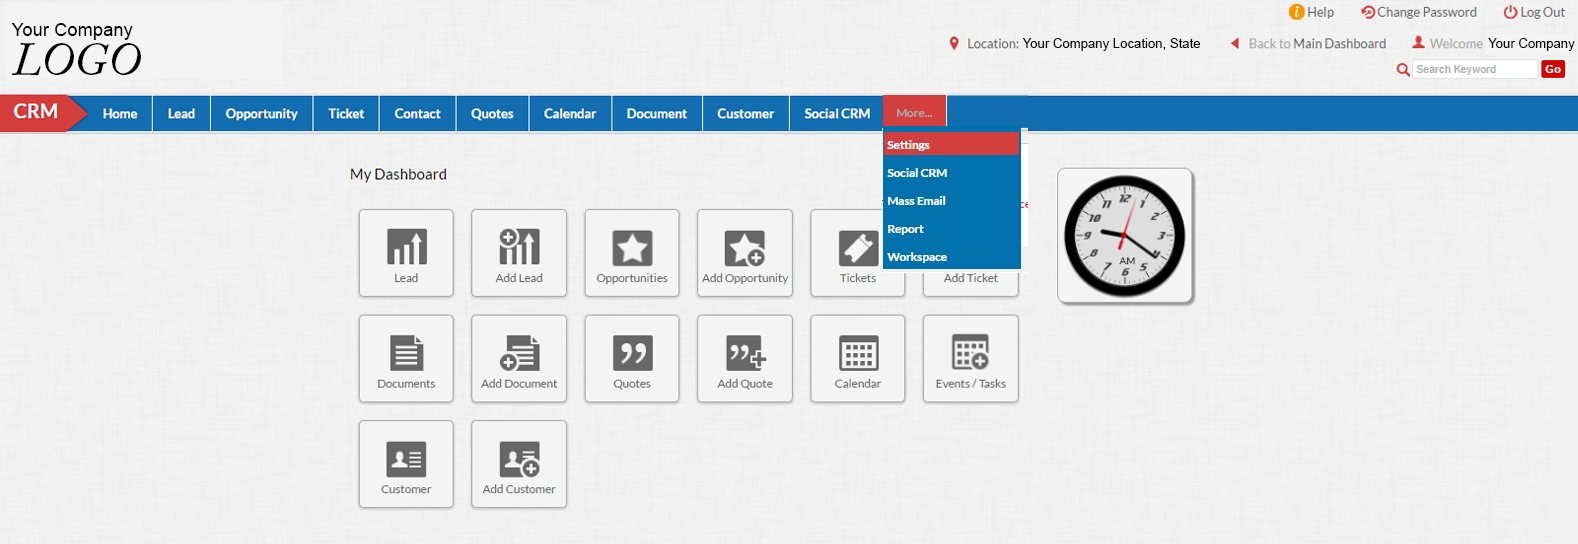 Your Company
LOGO
Help
Change Password
Log Out
Location: Your Company Location, State
Back to Main Dashboard
Welcome Your Company
Search Keyword
Go
CRM
Home
Lead
Opportunity
Ticket
Contact
Quotes
Calendar
Document
Customer
Social CRM
More...
Settings
Social CRM
Mass Email
Report
Workspace
My Dashboard
Lead
Add Lead
Opportunities
Add Opportunity
Tickets
Add Ticket
Documents
Add Document
Quotes
Add Quote
Calendar
Events / Tasks
Customer
Add Customer
12
1
2
3
4
5
6
7
8
9
10
11
AM